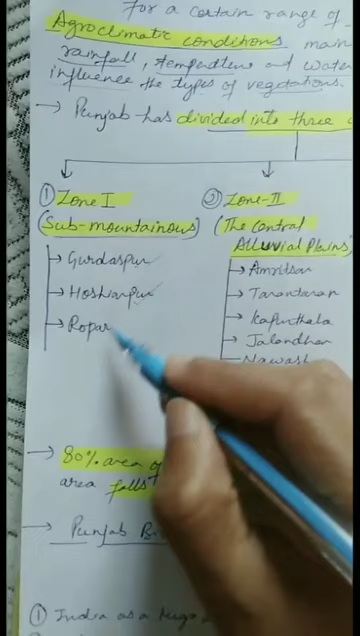 for a certain range of
Agroclimatic conditions main
rainfall, temperature and water
influence the types of vegetations.
→ Punjab has divided into three
① Zone I
(Sub-mountainous)
→ Gurdaspur
→ Hoshiarpur
→ Ropar
② Zone-II
(The Central
Alluvial Plains)
→ Amritsar
→ Tarantaran
→ Kapurthala
→ Jalandhar
→ Nawash
→ 80% area of
area falls
→ Punjab B
① India as a